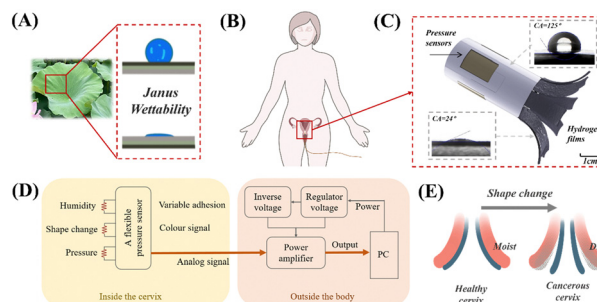 (A)
Janus
Wettability
(B)
(C)
Pressure
sensors
CA=125°
CA=24°
Hydrogel
films
1cm
(D)
Humidity
Shape change
Pressure
A flexible
pressure sensor
Variable adhesion
Colour signal
Analog signal
Inside the cervix
Inverse
voltage
Regulator
voltage
Power
Power
amplifier
Output
PC
Outside the body
(E)
Shape change
Moist
Healthy
cervix
Cancerous
cervix